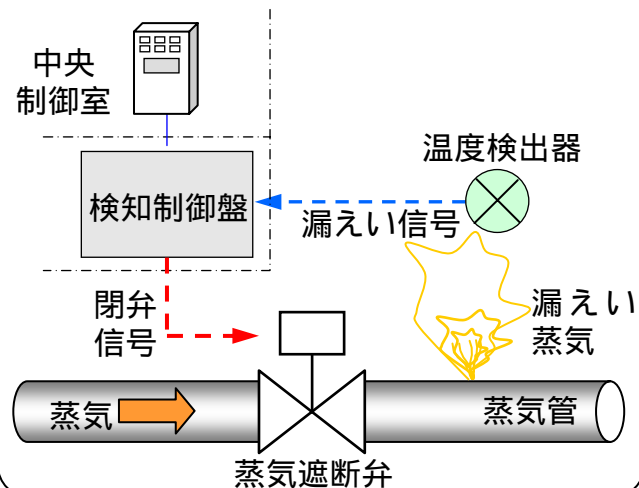 中央
制御室
温度検出器
検知制御盤
漏えい信号
閉弁
信号
漏えい
蒸気
蒸気
蒸気管
蒸気遮断弁